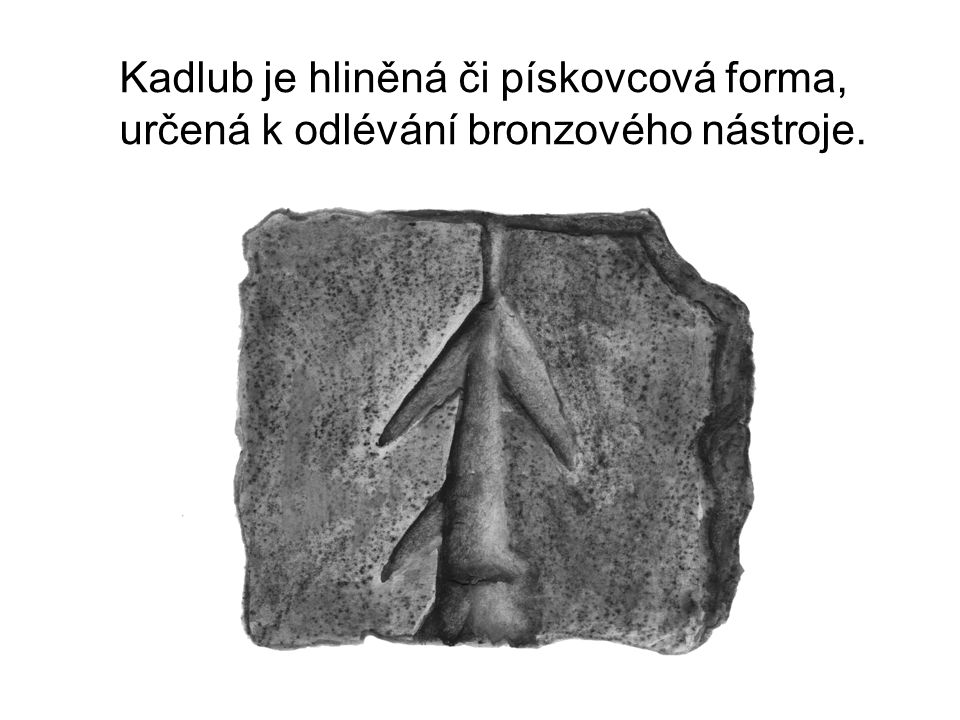 Kadlub je hliněná či pískovcová forma,
určená k odlévání bronzového nástroje.